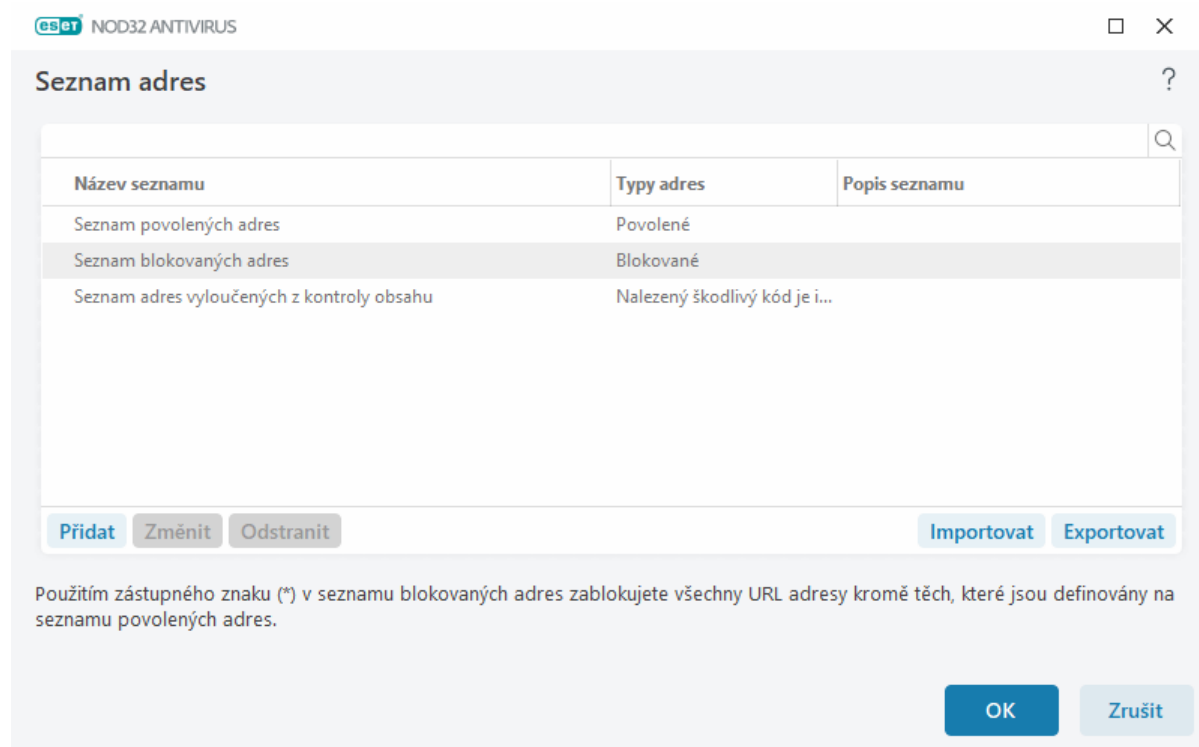 eset NOD32 ANTIVIRUS
Seznam adres
?
Název seznamu Typy adres Popis seznamu
Seznam povolených adres Povolené
Seznam blokovaných adres Blokované
Seznam adres vyloučených z kontroly obsahu Nalezený škodlivý kód je i...
Přidat Změnit Odstranit Importovat Exportovat
Použitím zástupného znaku (*) v seznamu blokovaných adres zablokujete všechny URL adresy kromě těch, které jsou definovány na
seznamu povolených adres.
OK Zrušit